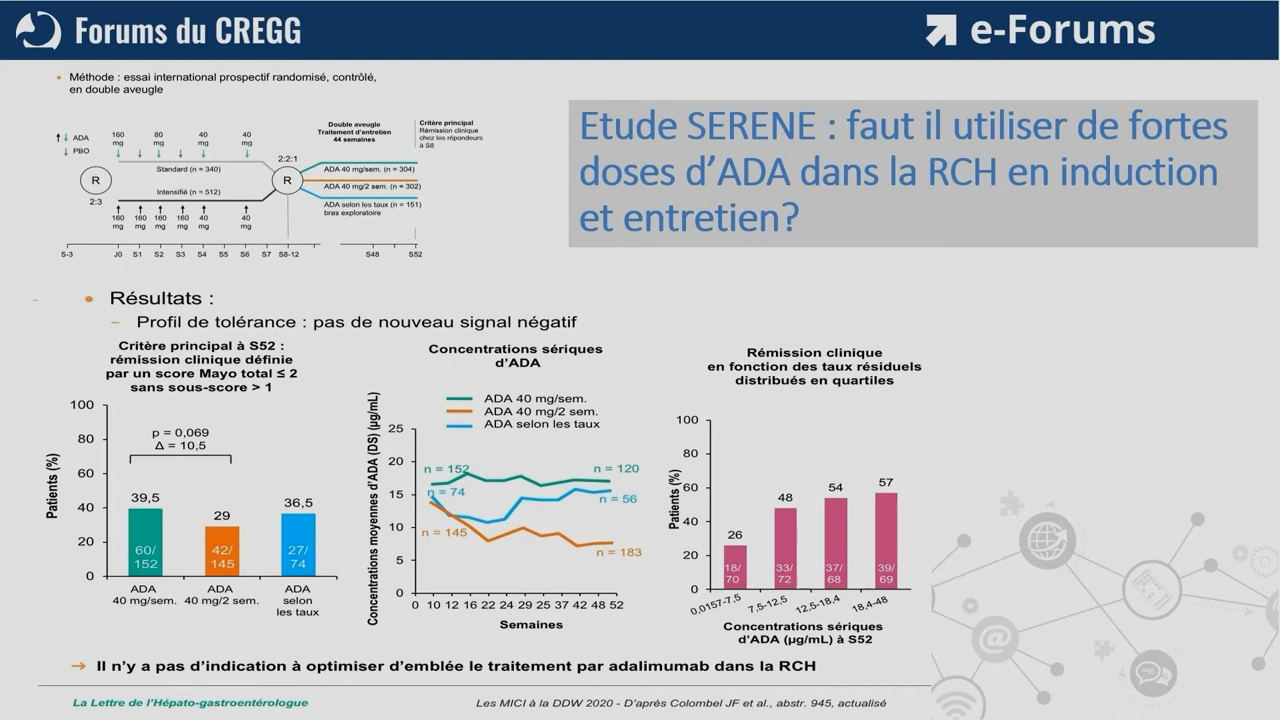 Forums du CREGG
e-Forums
Méthode : essai international prospectif randomisé, contrôlé,
en double aveugle
Etude SERENE : faut il utiliser de fortes
doses d'ADA dans la RCH en induction
et entretien?
ADA
PBO
160
mg
80
mg
40
mg
40
mg
Double aveugle
Traitement d'entretien
44 semaines
Critère principal
Rémission clinique
chez les répondeurs
à S8
R
2:3
Standard (n = 340)
Intensifié (n = 512)
2:2:1
R
ADA 40 mg/sem. (n = 304)
ADA 40 mg/2 sem. (n = 302)
ADA selon les taux (n = 151)
bras exploratoire
160
mg
160
mg
160
mg
160
mg
40
mg
40
mg
S-3 J0 S1 S2 S3 S4 S5 S6 S7 S8-12 S48 S52
Résultats :
– Profil de tolérance : pas de nouveau signal négatif
Critère principal à S52 :
rémission clinique définie
par un score Mayo total ≤ 2
sans sous-score > 1
Patients (%)
100
80
60
40
20
0
p = 0,069
Δ = 10,5
39,5
29
36,5
60/
152
42/
145
27/
74
ADA
40 mg/sem.
ADA
40 mg/2 sem.
ADA
selon
les taux
Concentrations sériques
d'ADA
Concentrations moyennes d'ADA (DS) (µg/mL)
ADA 40 mg/sem.
ADA 40 mg/2 sem.
ADA selon les taux
25
20
15
10
5
0
n = 152
n = 74
n = 145
n = 120
n = 56
n = 183
0 10 12 16 22 24 29 25 37 42 48 52
Semaines
Rémission clinique
en fonction des taux résiduels
distribués en quartiles
Patients (%)
100
80
60
40
20
0
26
48
54
57
18/
70
33/
72
37/
68
39/
69
0.0157-7,5
7,5-12,5
12,5-18,4
18,4-48
Concentrations sériques
d'ADA (µg/mL) à S52
→ Il n'y a pas d'indication à optimiser d'emblée le traitement par adalimumab dans la RCH
La Lettre de l'Hépato-gastroentérologue
Les MICI à la DDW 2020 - D'après Colombel JF et al., abstr. 945, actualisé